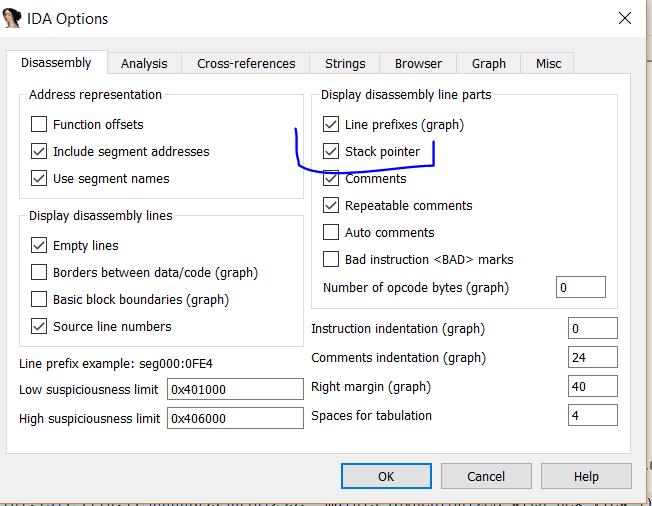 IDA Options
Disassembly Analysis Cross-references Strings Browser Graph Misc
Address representation
Function offsets
Include segment addresses
Use segment names
Display disassembly lines
Empty lines
Borders between data/code (graph)
Basic block boundaries (graph)
Source line numbers
Line prefix example: seg000:0FE4
Low suspiciousness limit 0x401000
High suspiciousness limit 0x406000
Display disassembly line parts
Line prefixes (graph)
Stack pointer
Comments
Repeatable comments
Auto comments
Bad instruction <BAD> marks
Number of opcode bytes (graph) 0
Instruction indentation (graph) 0
Comments indentation (graph) 24
Right margin (graph) 40
Spaces for tabulation 4
OK Cancel Help